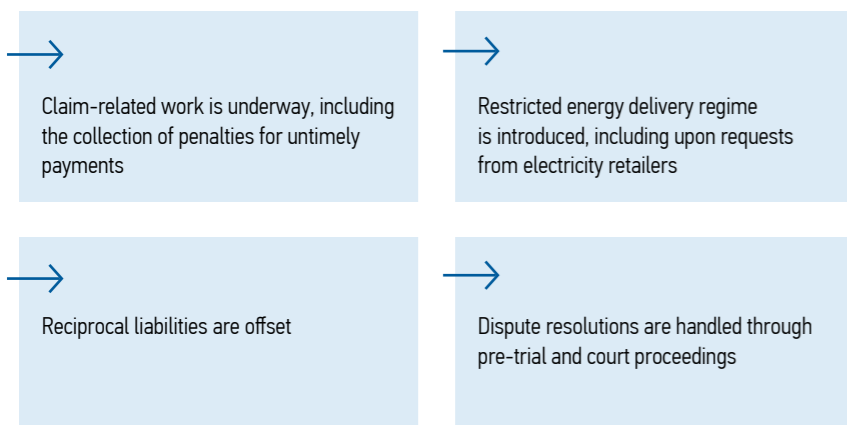 Claim-related work is underway, including
the collection of penalties for untimely
payments
Restricted energy delivery regime
is introduced, including upon requests
from electricity retailers
Reciprocal liabilities are offset
Dispute resolutions are handled through
pre-trial and court proceedings